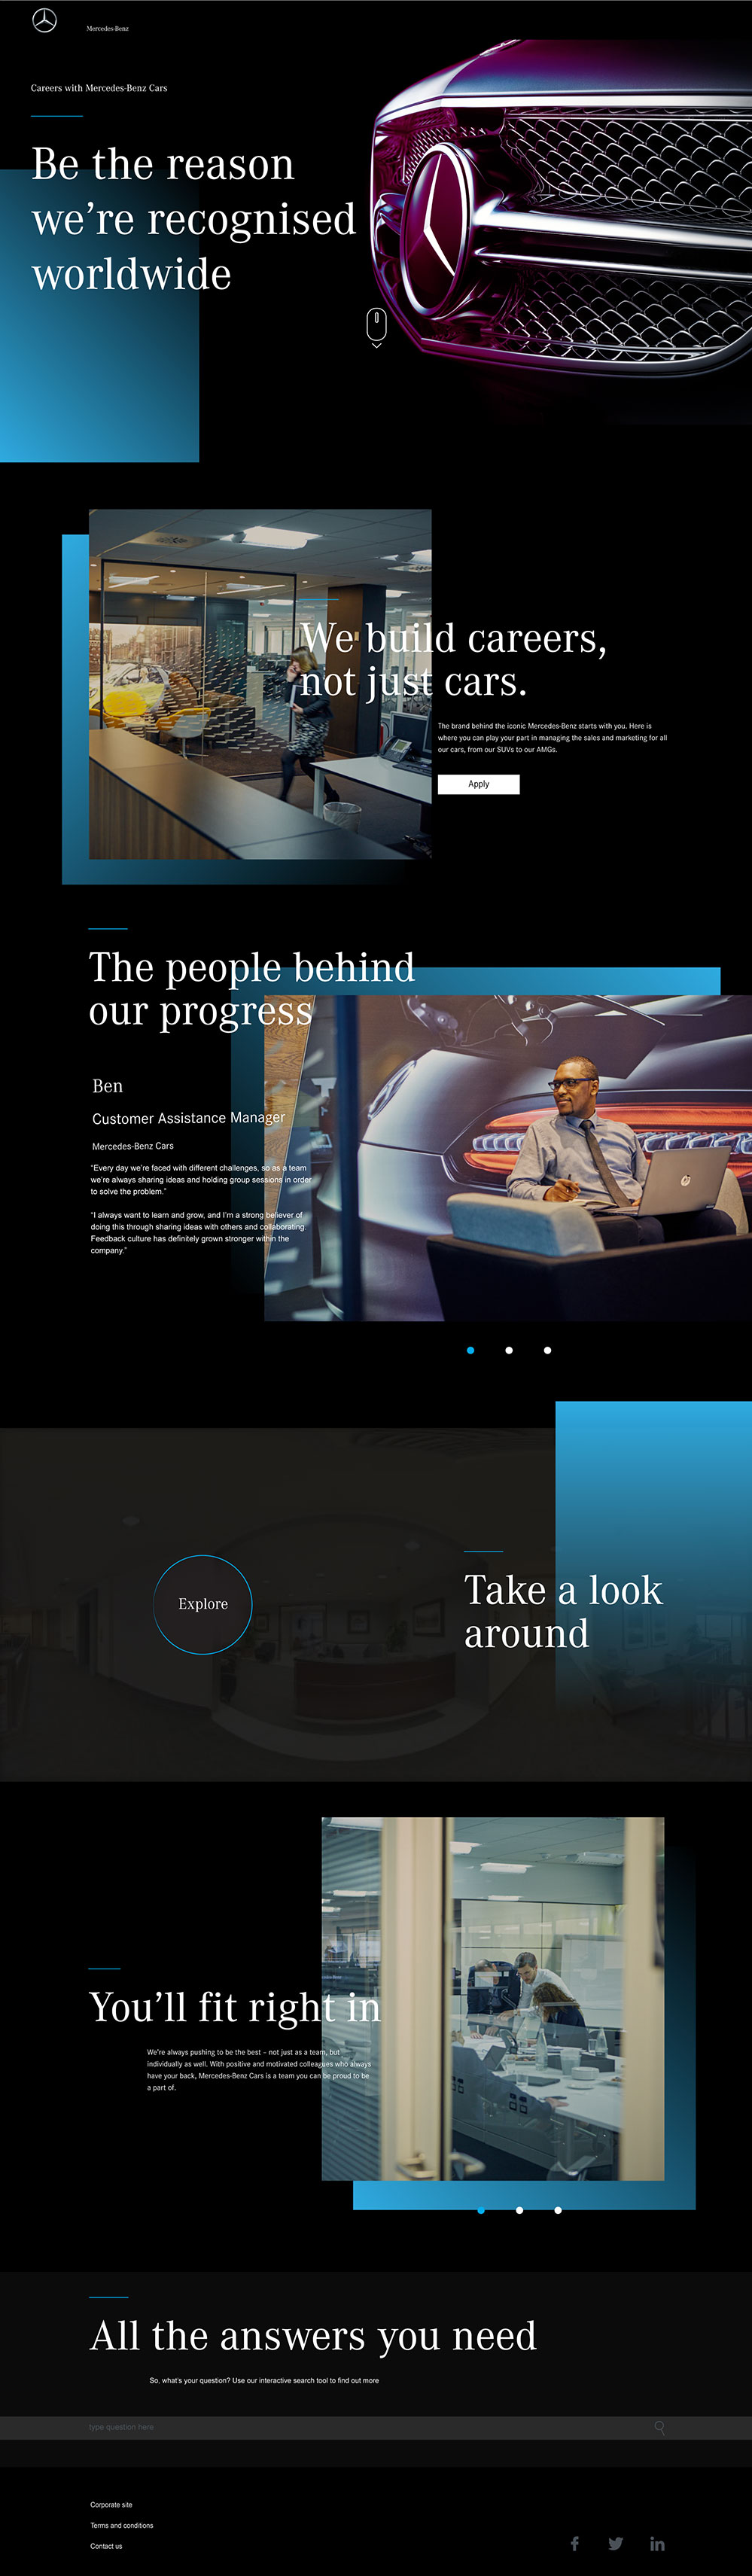 Mercedes-Benz
Careers with Mercedes-Benz Cars
Be the reason
we’re recognised
worldwide
We build careers,
not just cars.
The brand behind the iconic Mercedes-Benz starts with you. Here is
where you can play your part in managing the sales and marketing for all
our cars, from our SUVs to our AMGs.
Apply
The people behind
our progress
Ben
Customer Assistance Manager
Mercedes-Benz Cars
“Every day we’re faced with different challenges, so as a team
we’re always sharing ideas and holding group sessions in order
to solve the problem.”
“I always want to learn and grow, and I’m a strong believer of
doing this through sharing ideas with others and collaborating.
Feedback culture has definitely grown stronger within the
company.”
Explore
Take a look
around
You’ll fit right in
We’re always pushing to be the best – not just as a team, but
individually as well. With positive and motivated colleagues who always
have your back, Mercedes-Benz Cars is a team you can be proud to be
a part of.
All the answers you need
So, what’s your question? Use our interactive search tool to find out more
type question here
Corporate site
Terms and conditions
Contact us